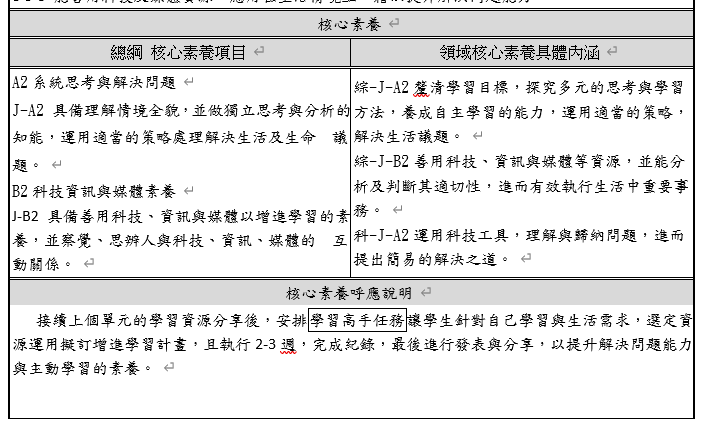 核心素養
總綱 核心素養項目
領域核心素養具體內涵
A2 系統思考與解決問題
J-A2 具備理解情境全貌，並做獨立思考與分析的
知能，運用適當的策略處理解決生活及生命 議
題。
B2 科技資訊與媒體素養
J-B2 具備善用科技、資訊與媒體以增進學習的素
養，並察覺、思辨人與科技、資訊、媒體的 互
動關係。
綜-J-A2 釐清學習目標，探究多元的思考與學習
方法，養成自主學習的能力，運用適當的策略，
解決生活議題。
綜-J-B2 善用科技、資訊與媒體等資源，並能分
析及判斷其適切性，進而有效執行生活中重要事
務。
科-J-A2 運用科技工具，理解與歸納問題，進而
提出簡易的解決之道。
核心素養呼應說明
接續上個單元的學習資源分享後，安排學習高手任務讓學生針對自己學習與生活需求，選定資
源運用擬訂增進學習計畫，且執行 2-3 週，完成紀錄，最後進行發表與分享，以提升解決問題能力
與主動學習的素養。